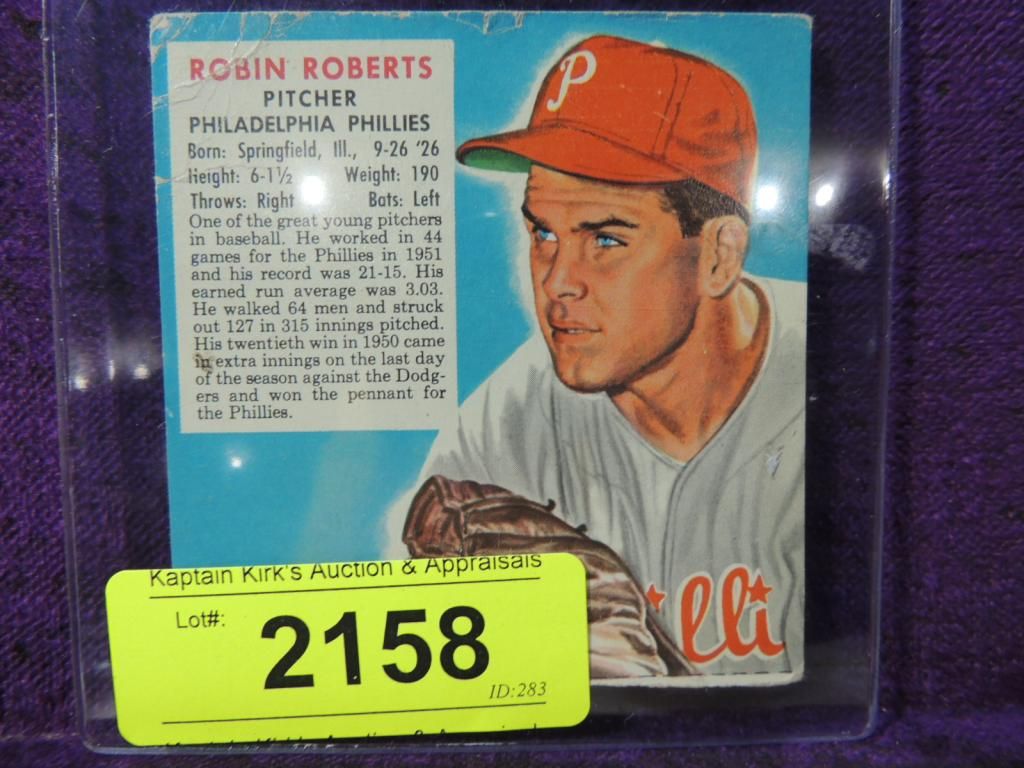 ROBIN ROBERTS
PITCHER
PHILADELPHIA PHILLIES
Born: Springfield, Ill., 9-26 '26
Height: 6-1½ Weight: 190
Throws: Right Bats: Left
One of the great young pitchers
in baseball. He worked in 44
games for the Phillies in 1951
and his record was 21-15. His
earned run average was 3.03.
He walked 64 men and struck
out 127 in 315 innings pitched.
His twentieth win in 1950 came
in extra innings on the last day
of the season against the Dodg-
ers and won the pennant for
the Phillies.
P
illi
Kaptain Kirk's Auction & Appraisals
Lot#:
2158
ID:283